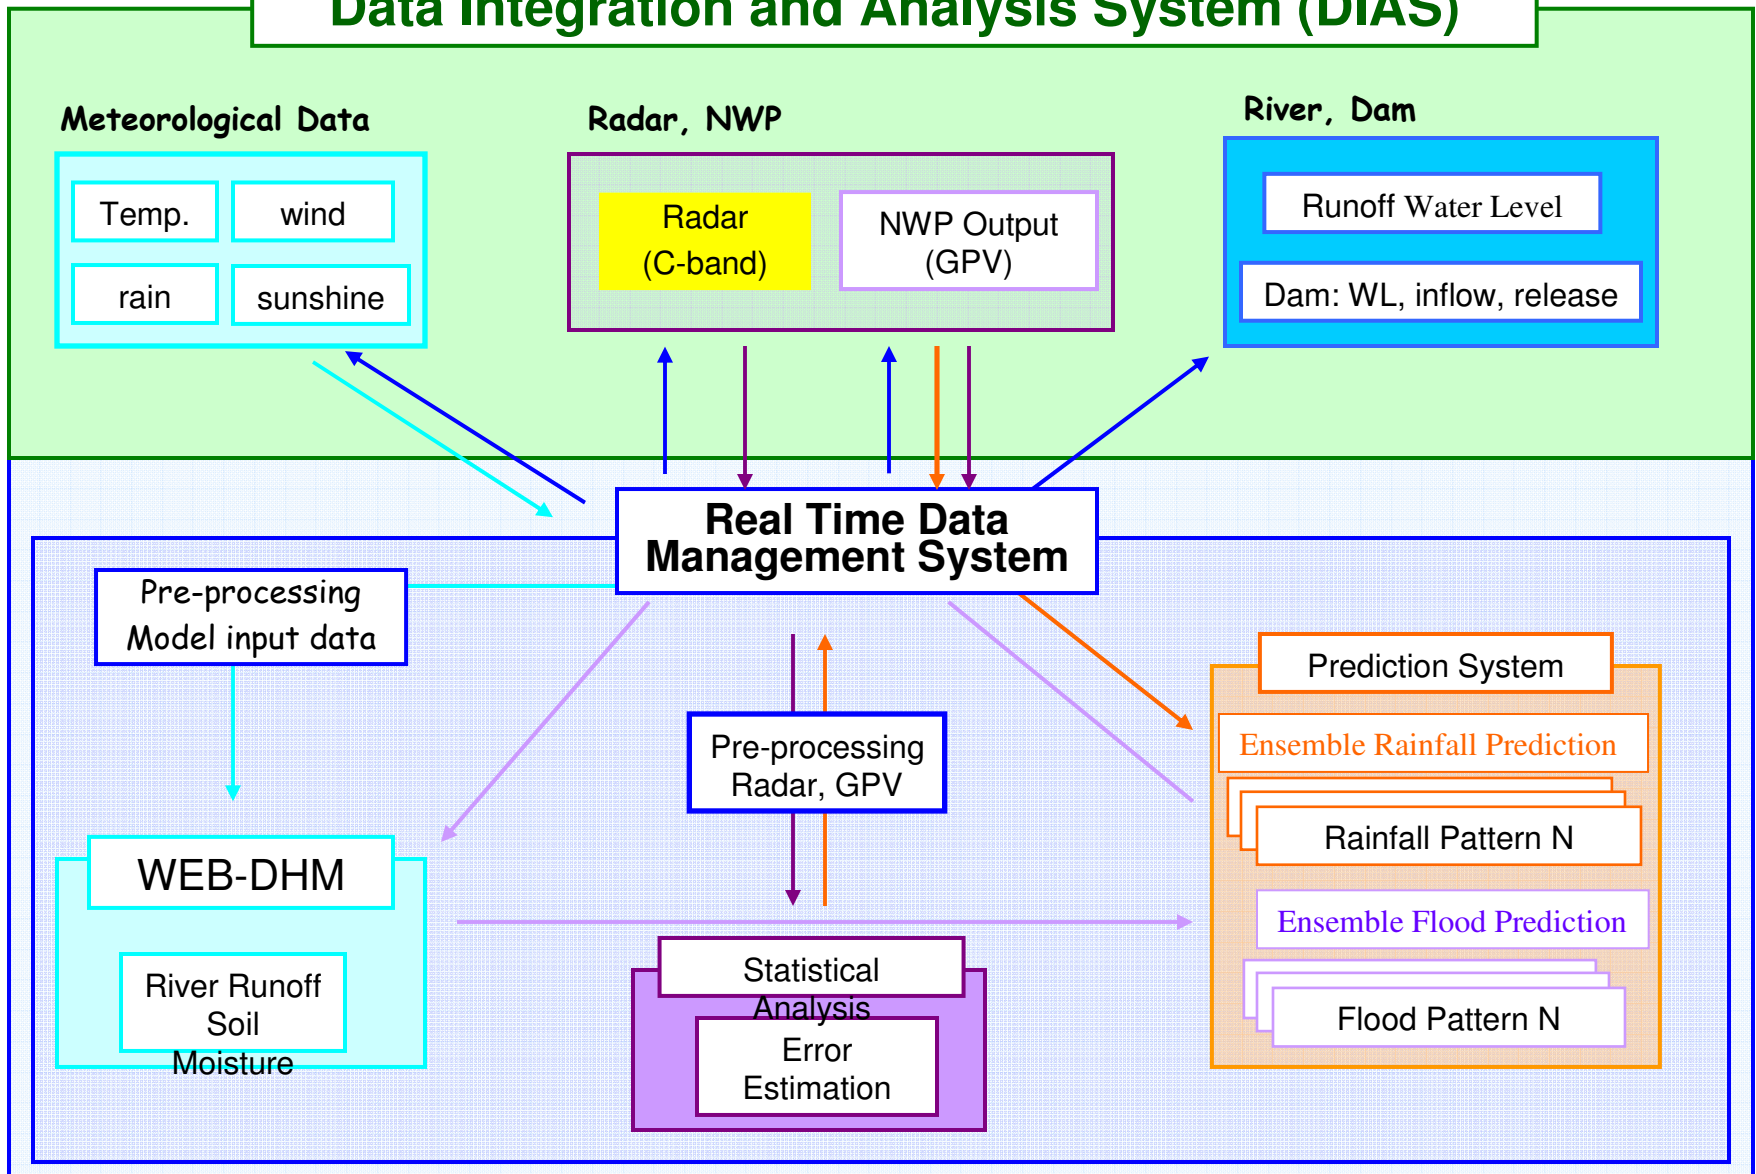 Data Integration and Analysis System (DIAS)
Meteorological Data
Temp.
wind
rain
sunshine
Radar, NWP
Radar
(C-band)
NWP Output
(GPV)
River, Dam
Runoff Water Level
Dam: WL, inflow, release
Real Time Data
Management System
Pre-processing
Model input data
Pre-processing
Radar, GPV
Prediction System
Ensemble Rainfall Prediction
Rainfall Pattern N
Ensemble Flood Prediction
Flood Pattern N
WEB-DHM
River Runoff
Soil
Moisture
Statistical
Analysis
Error
Estimation